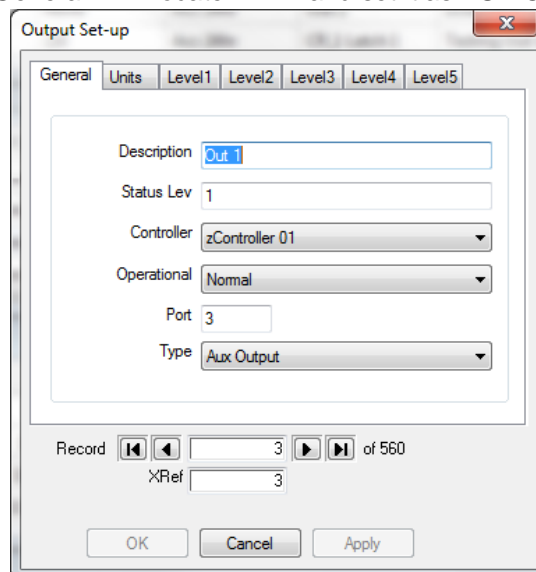 Output Set-up
General Units Level1 Level2 Level3 Level4 Level5
Description Out 1
Status Lev 1
Controller zController 01
Operational Normal
Port 3
Type Aux Output
Record 3 of 560
XRef 3
OK Cancel Apply